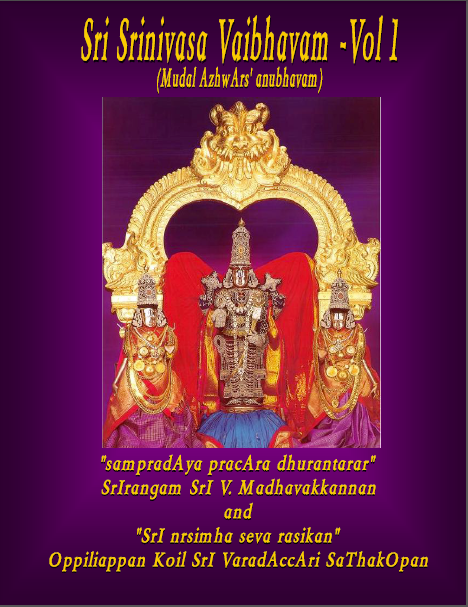 Sri Srinivasa Vaibhavam -Vol 1
(Mudal AzhwArs' anubhavam)
"sampradAya pracAra dhurantarar"
SrIrangam SrI V. Madhavakkannan
and
"SrI nrsimha seva rasikan"
Oppiliappan Koil SrI VaradAccAri SaThakOpan